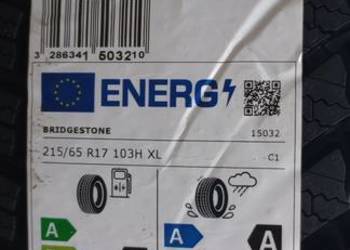 3 286341 503210
ENERG
BRIDGESTONE 15032
215/65 R17 103H XL C1
A A A